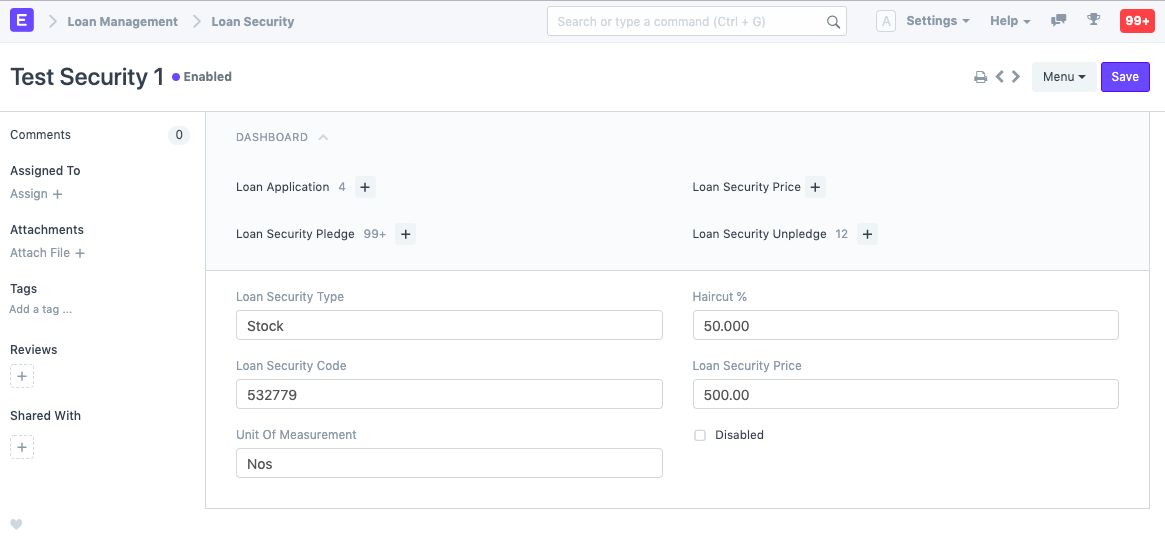 E Loan Management Loan Security Search or type a command (Ctrl + G) A Settings Help 99+
Test Security 1 Enabled Menu Save
Comments 0
Assigned To
Assign +
Attachments
Attach File +
Tags
Add a tag ...
Reviews
+
Shared With
+
DASHBOARD
Loan Application 4 + Loan Security Price +
Loan Security Pledge 99+ + Loan Security Unpledge 12 +
Loan Security Type Haircut %
Stock 50.000
Loan Security Code Loan Security Price
532779 500.00
Unit Of Measurement Disabled
Nos